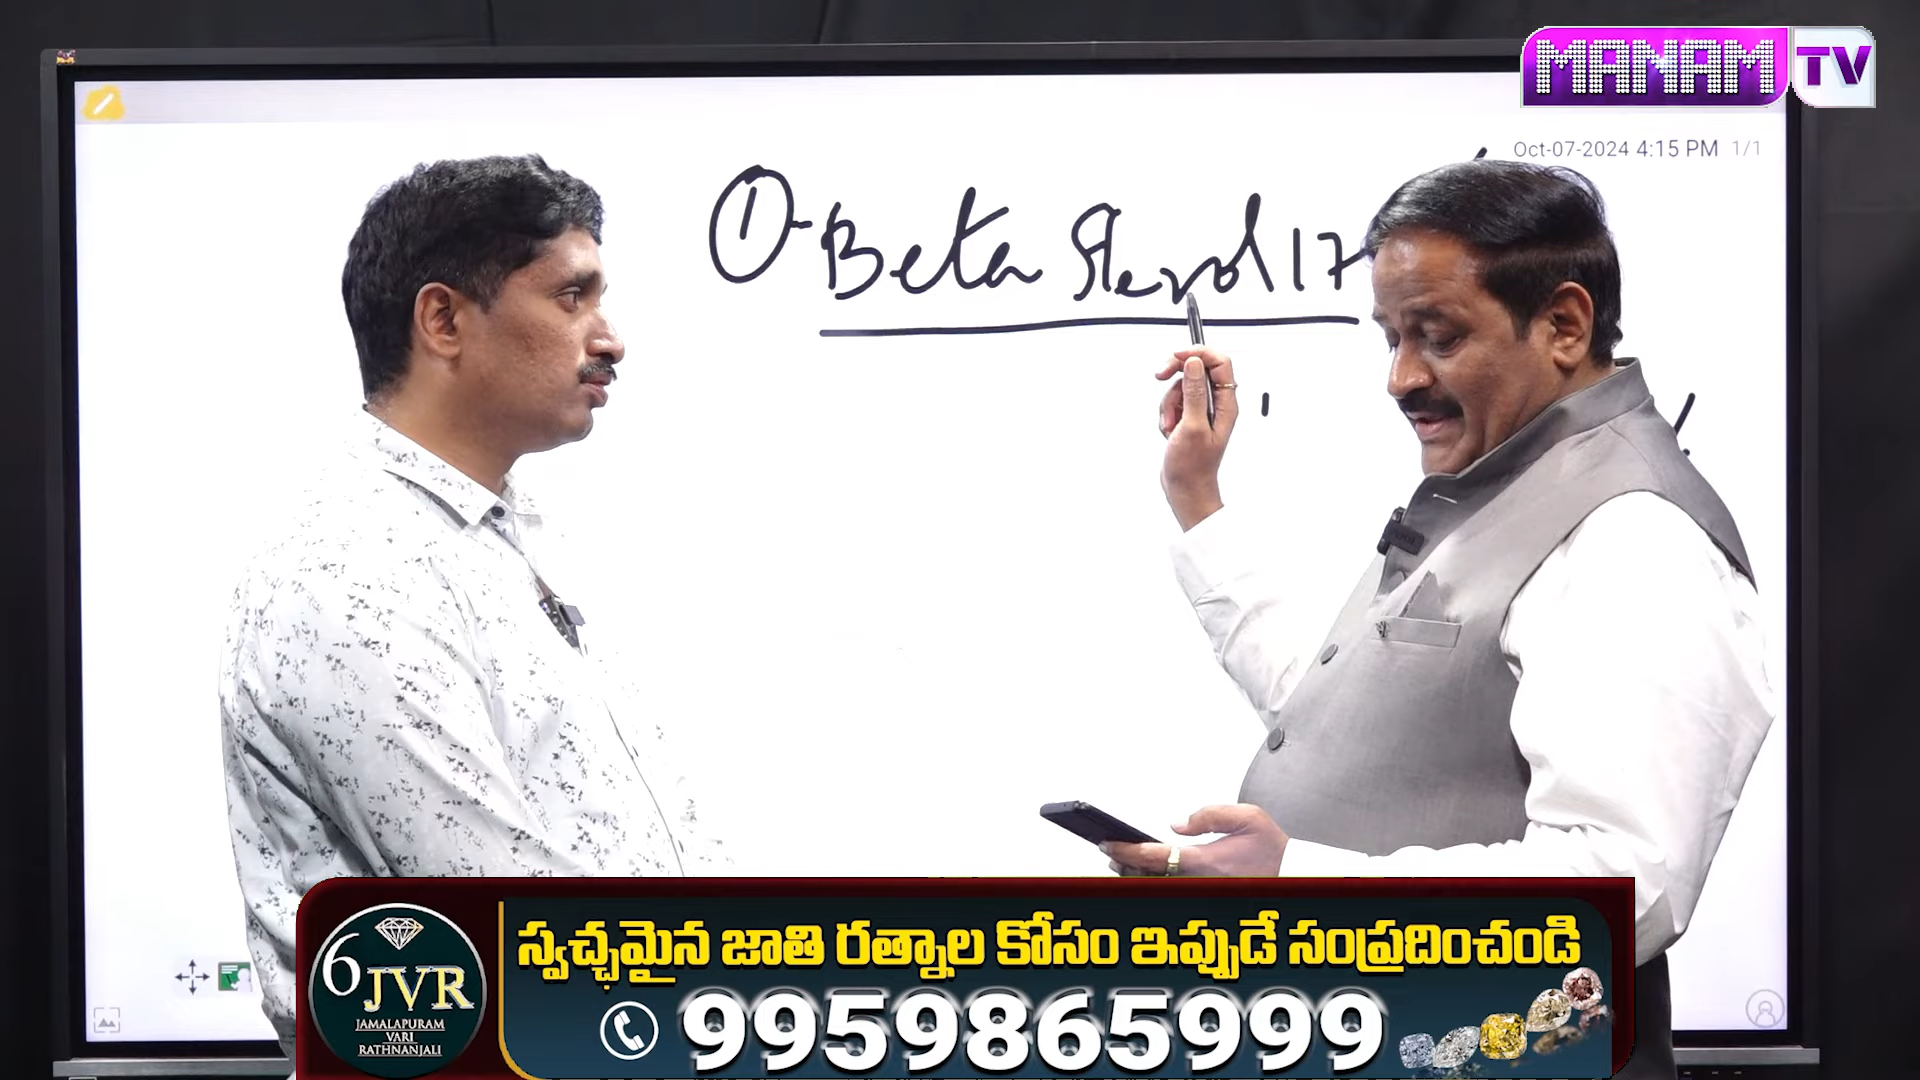 MANAM TV
Oct-07-2024 4:15 PM 1/1
① - Beta Sterol 17
స్వచ్ఛమైన జాతి రత్నాల కోసం ఇప్పుడే సంప్రదించండి
9959865999
6 JVR
JAMALAPURAM
VARI
RATHNANJALI